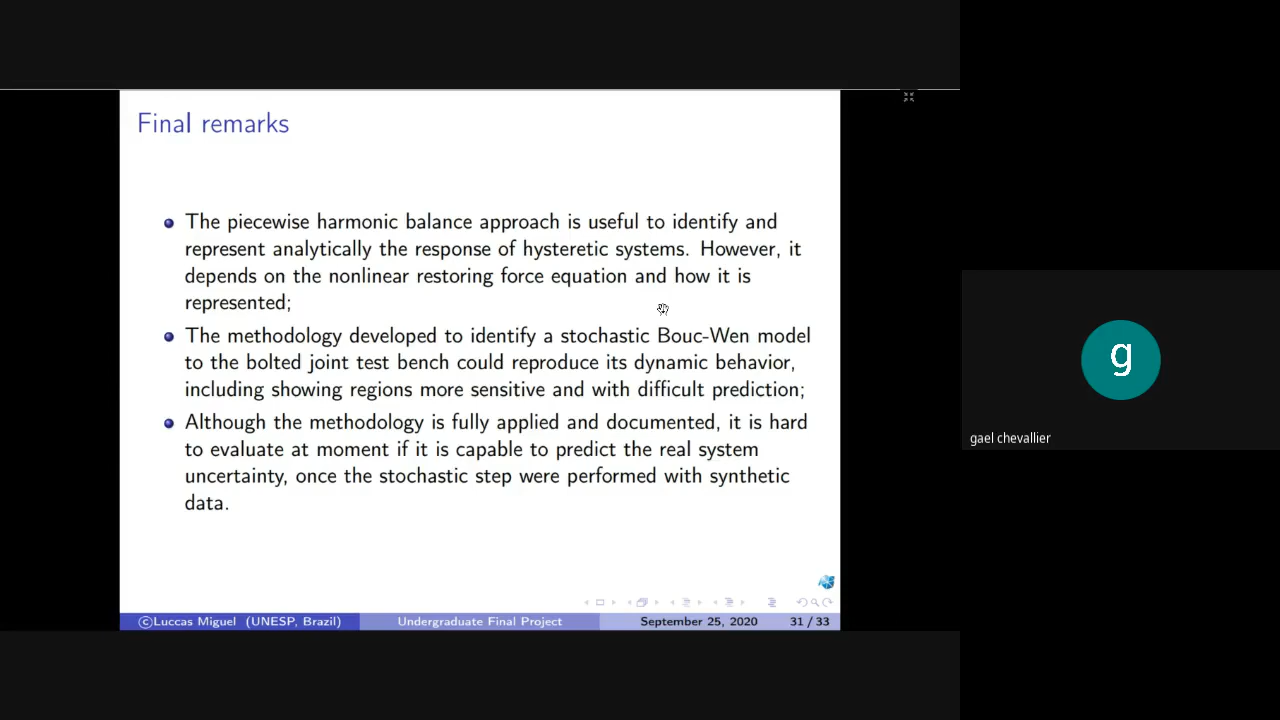 Final remarks
The piecewise harmonic balance approach is useful to identify and
represent analytically the response of hysteretic systems. However, it
depends on the nonlinear restoring force equation and how it is
represented;
The methodology developed to identify a stochastic Bouc-Wen model
to the bolted joint test bench could reproduce its dynamic behavior,
including showing regions more sensitive and with difficult prediction;
Although the methodology is fully applied and documented, it is hard
to evaluate at moment if it is capable to predict the real system
uncertainty, once the stochastic step were performed with synthetic
data.
©Luccas Miguel (UNESP, Brazil) Undergraduate Final Project September 25, 2020 31 / 33
g
gael chevallier